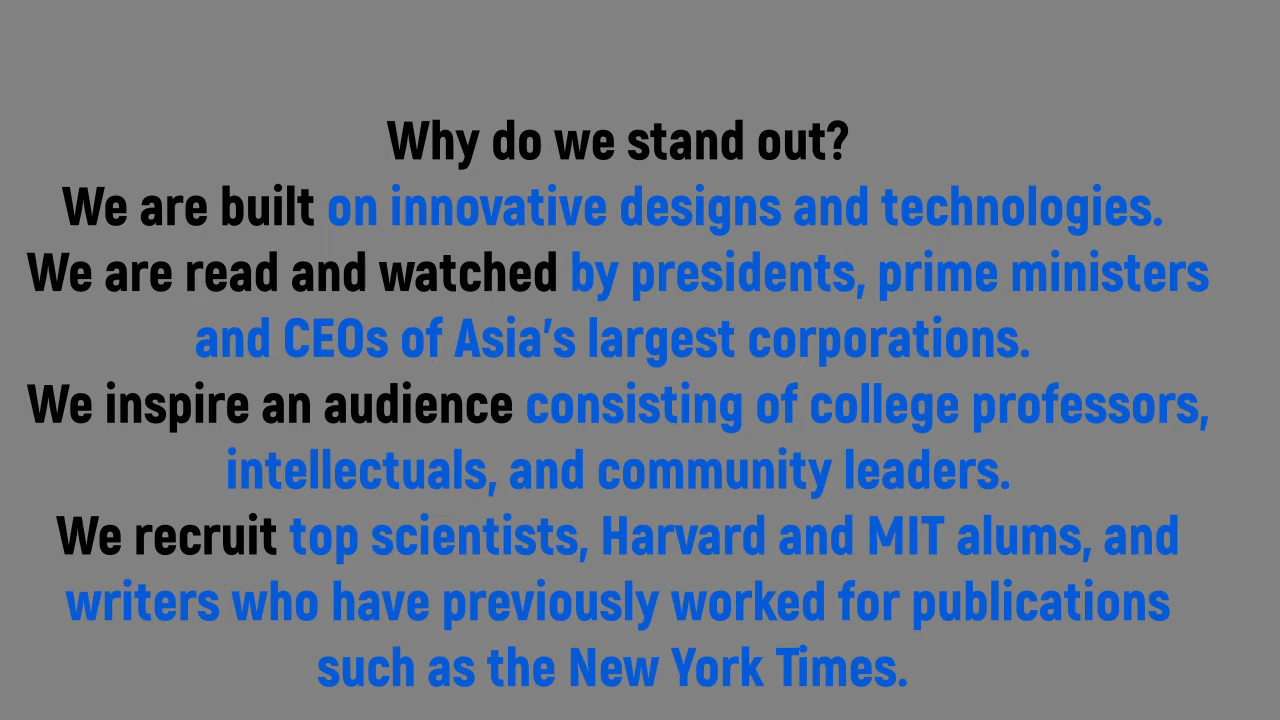 Why do we stand out?
We are built on innovative designs and technologies.
We are read and watched by presidents, prime ministers
and CEOs of Asia’s largest corporations.
We inspire an audience consisting of college professors,
intellectuals, and community leaders.
We recruit top scientists, Harvard and MIT alums, and
writers who have previously worked for publications
such as the New York Times.